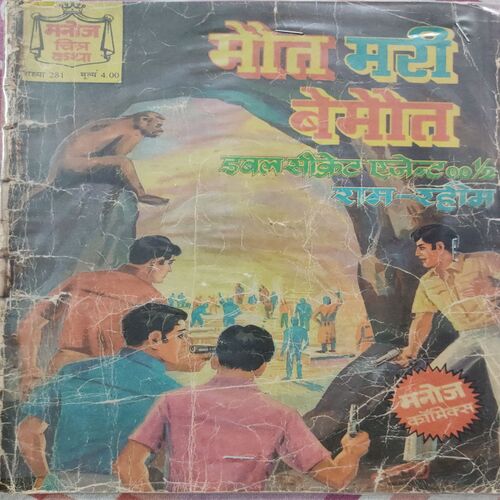 मनोज
चित्र
कथा
संख्या 281 मूल्य 4.00
मौत मरी
बेमौत
डबल सीक्रेट एजेन्ट 00½
राम-रहीम
मनोज
कॉमिक्स